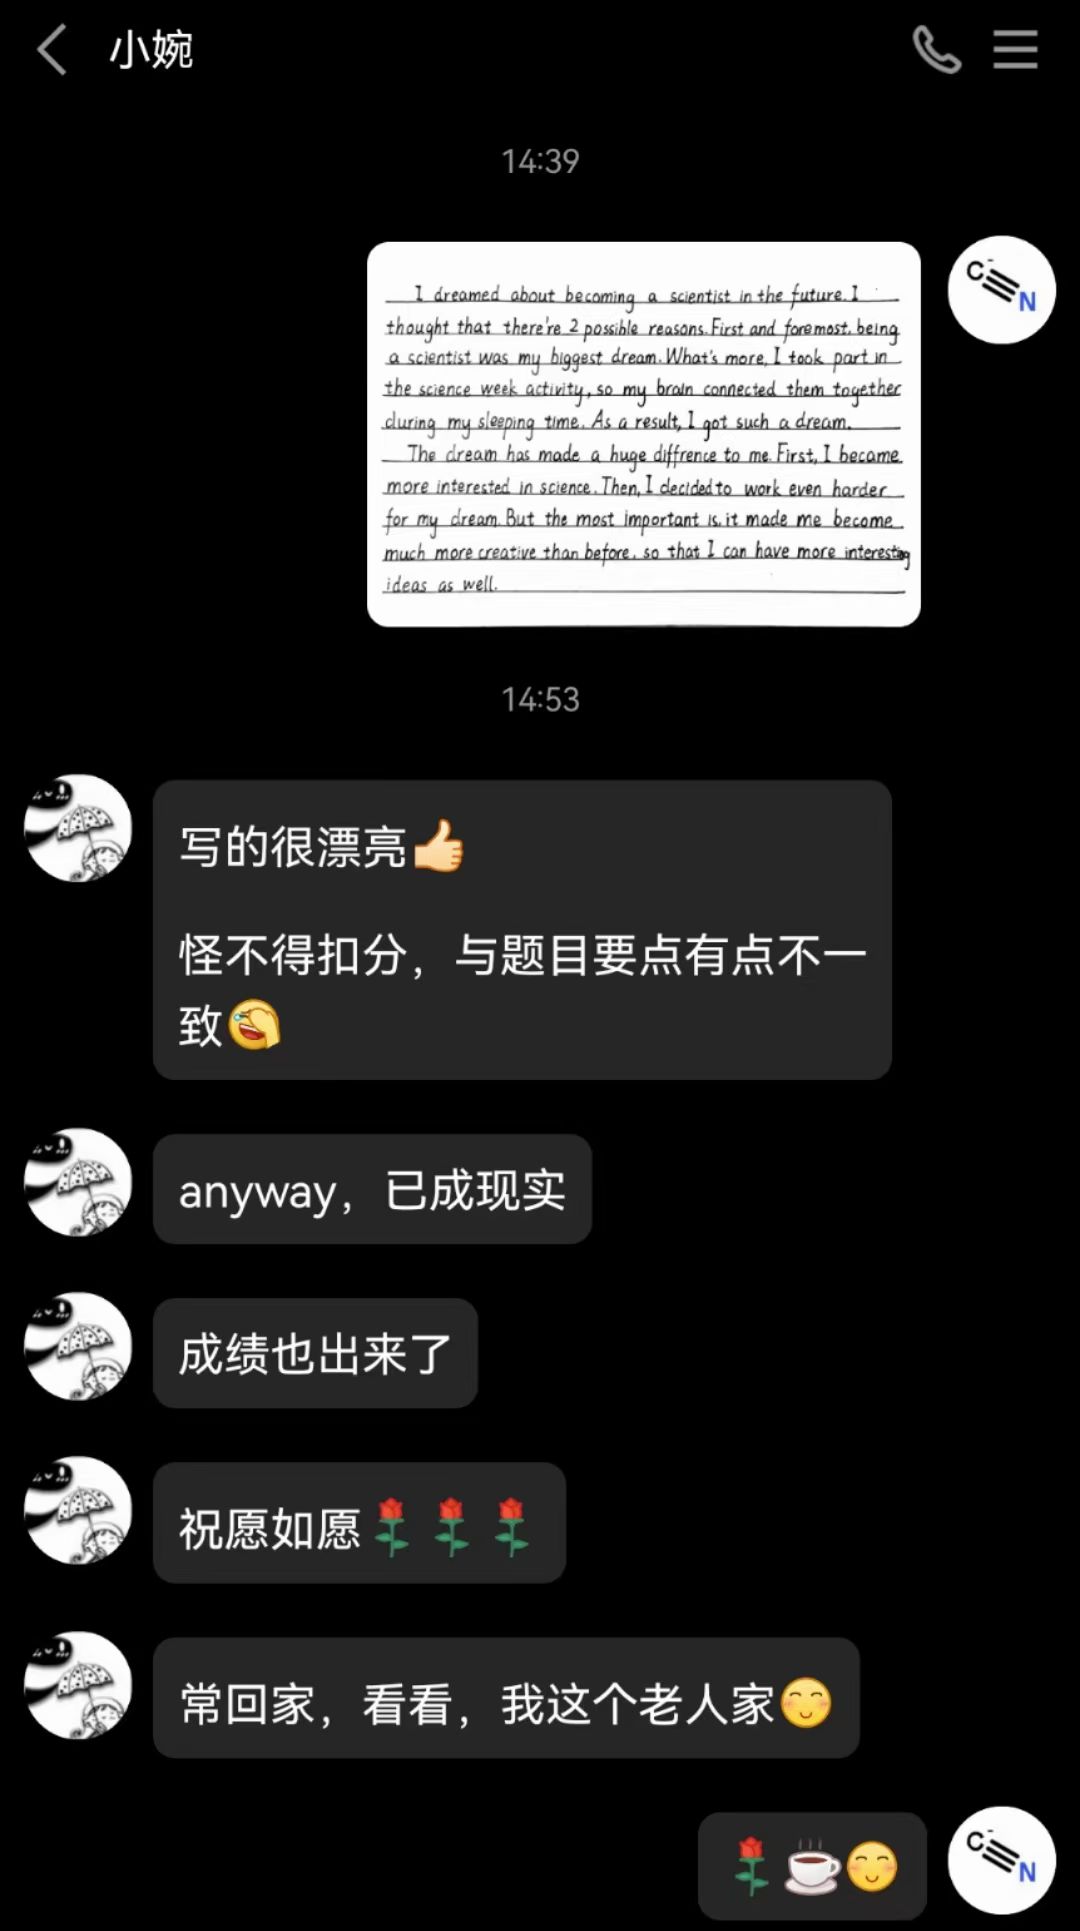 小婉
14:39
I dreamed about becoming a scientist in the future. I
thought that there're 2 possible reasons. First and foremost, being
a scientist was my biggest dream. What's more, I took part in
the science week activity, so my brain connected them together
during my sleeping time. As a result, I got such a dream.
The dream has made a huge diffrence to me. First, I became
more interested in science. Then, I decided to work even harder
for my dream. But the most important is, it made me become
much more creative than before, so that I can have more interesting
ideas as well.
C≡N
14:53
写的很漂亮👍
怪不得扣分，与题目要点有点不一
致🤣
anyway，已成现实
成绩也出来了
祝愿如愿🌹🌹🌹
常回家，看看，我这个老人家😊
🌹☕😊
C≡N